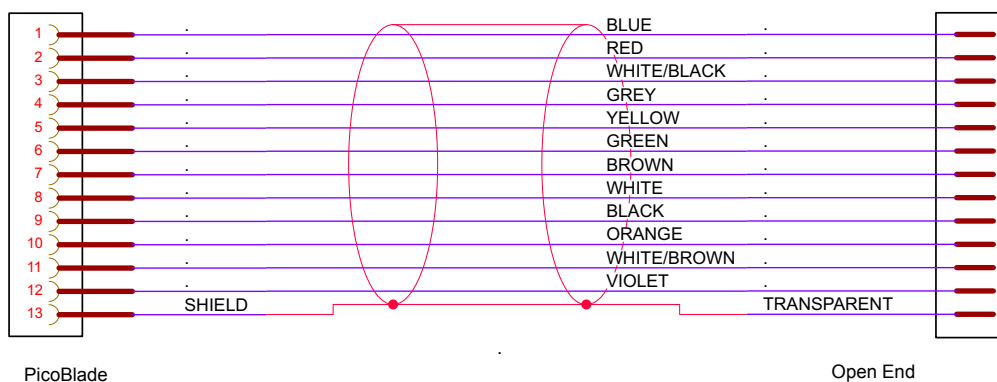 1 BLUE
2 RED
3 WHITE/BLACK
4 GREY
5 YELLOW
6 GREEN
7 BROWN
8 WHITE
9 BLACK
10 ORANGE
11 WHITE/BROWN
12 VIOLET
13 SHIELD TRANSPARENT
PicoBlade Open End